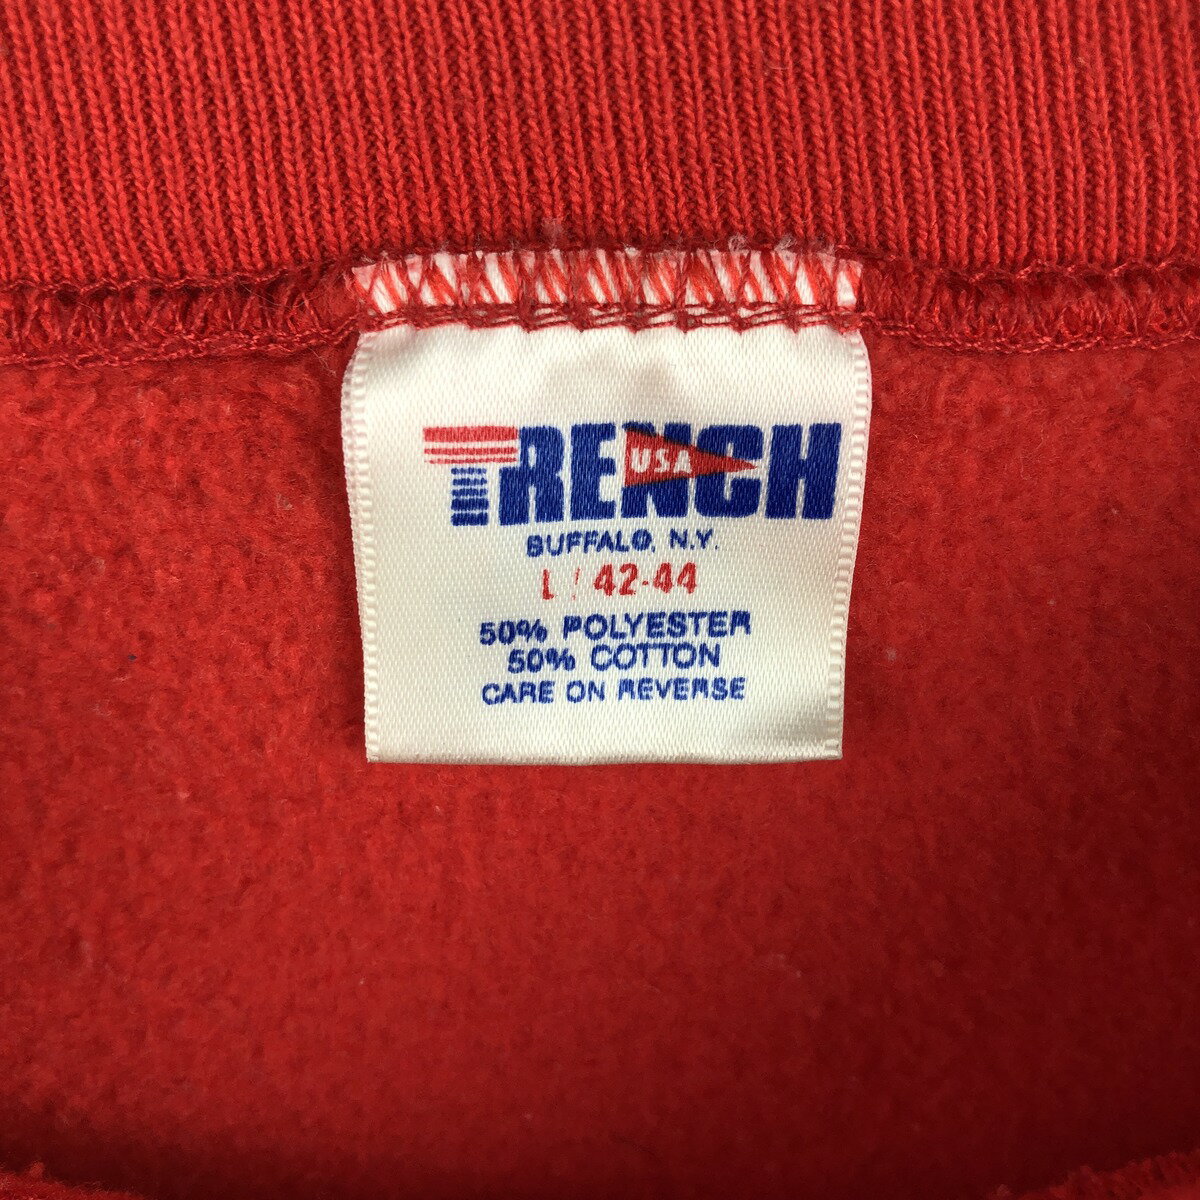 TRENCH
USA
BUFFALO, N.Y.
L / 42-44
50% POLYESTER
50% COTTON
CARE ON REVERSE